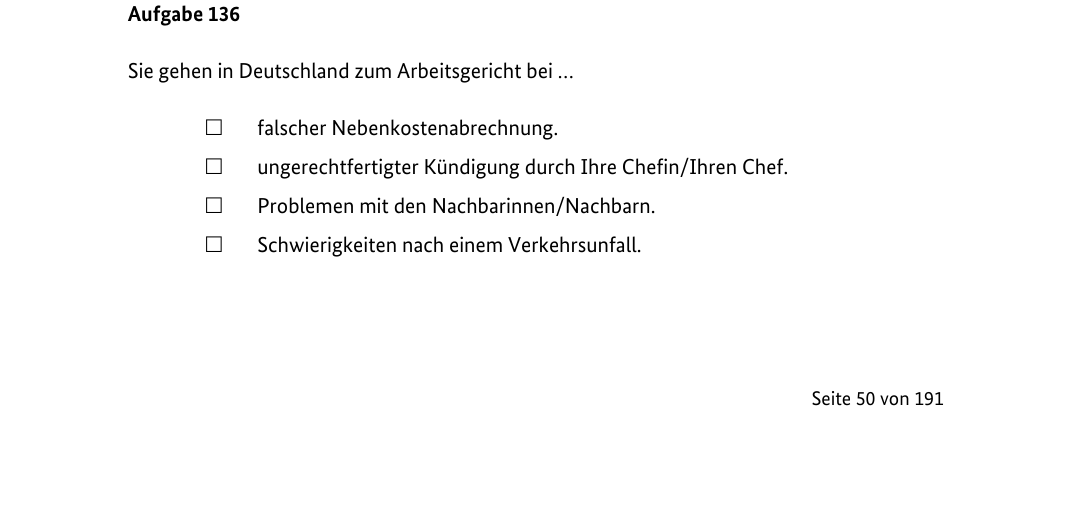 Aufgabe 136
Sie gehen in Deutschland zum Arbeitsgericht bei …
☐ falscher Nebenkostenabrechnung.
☐ ungerechtfertigter Kündigung durch Ihre Chefin/Ihren Chef.
☐ Problemen mit den Nachbarinnen/Nachbarn.
☐ Schwierigkeiten nach einem Verkehrsunfall.
Seite 50 von 191